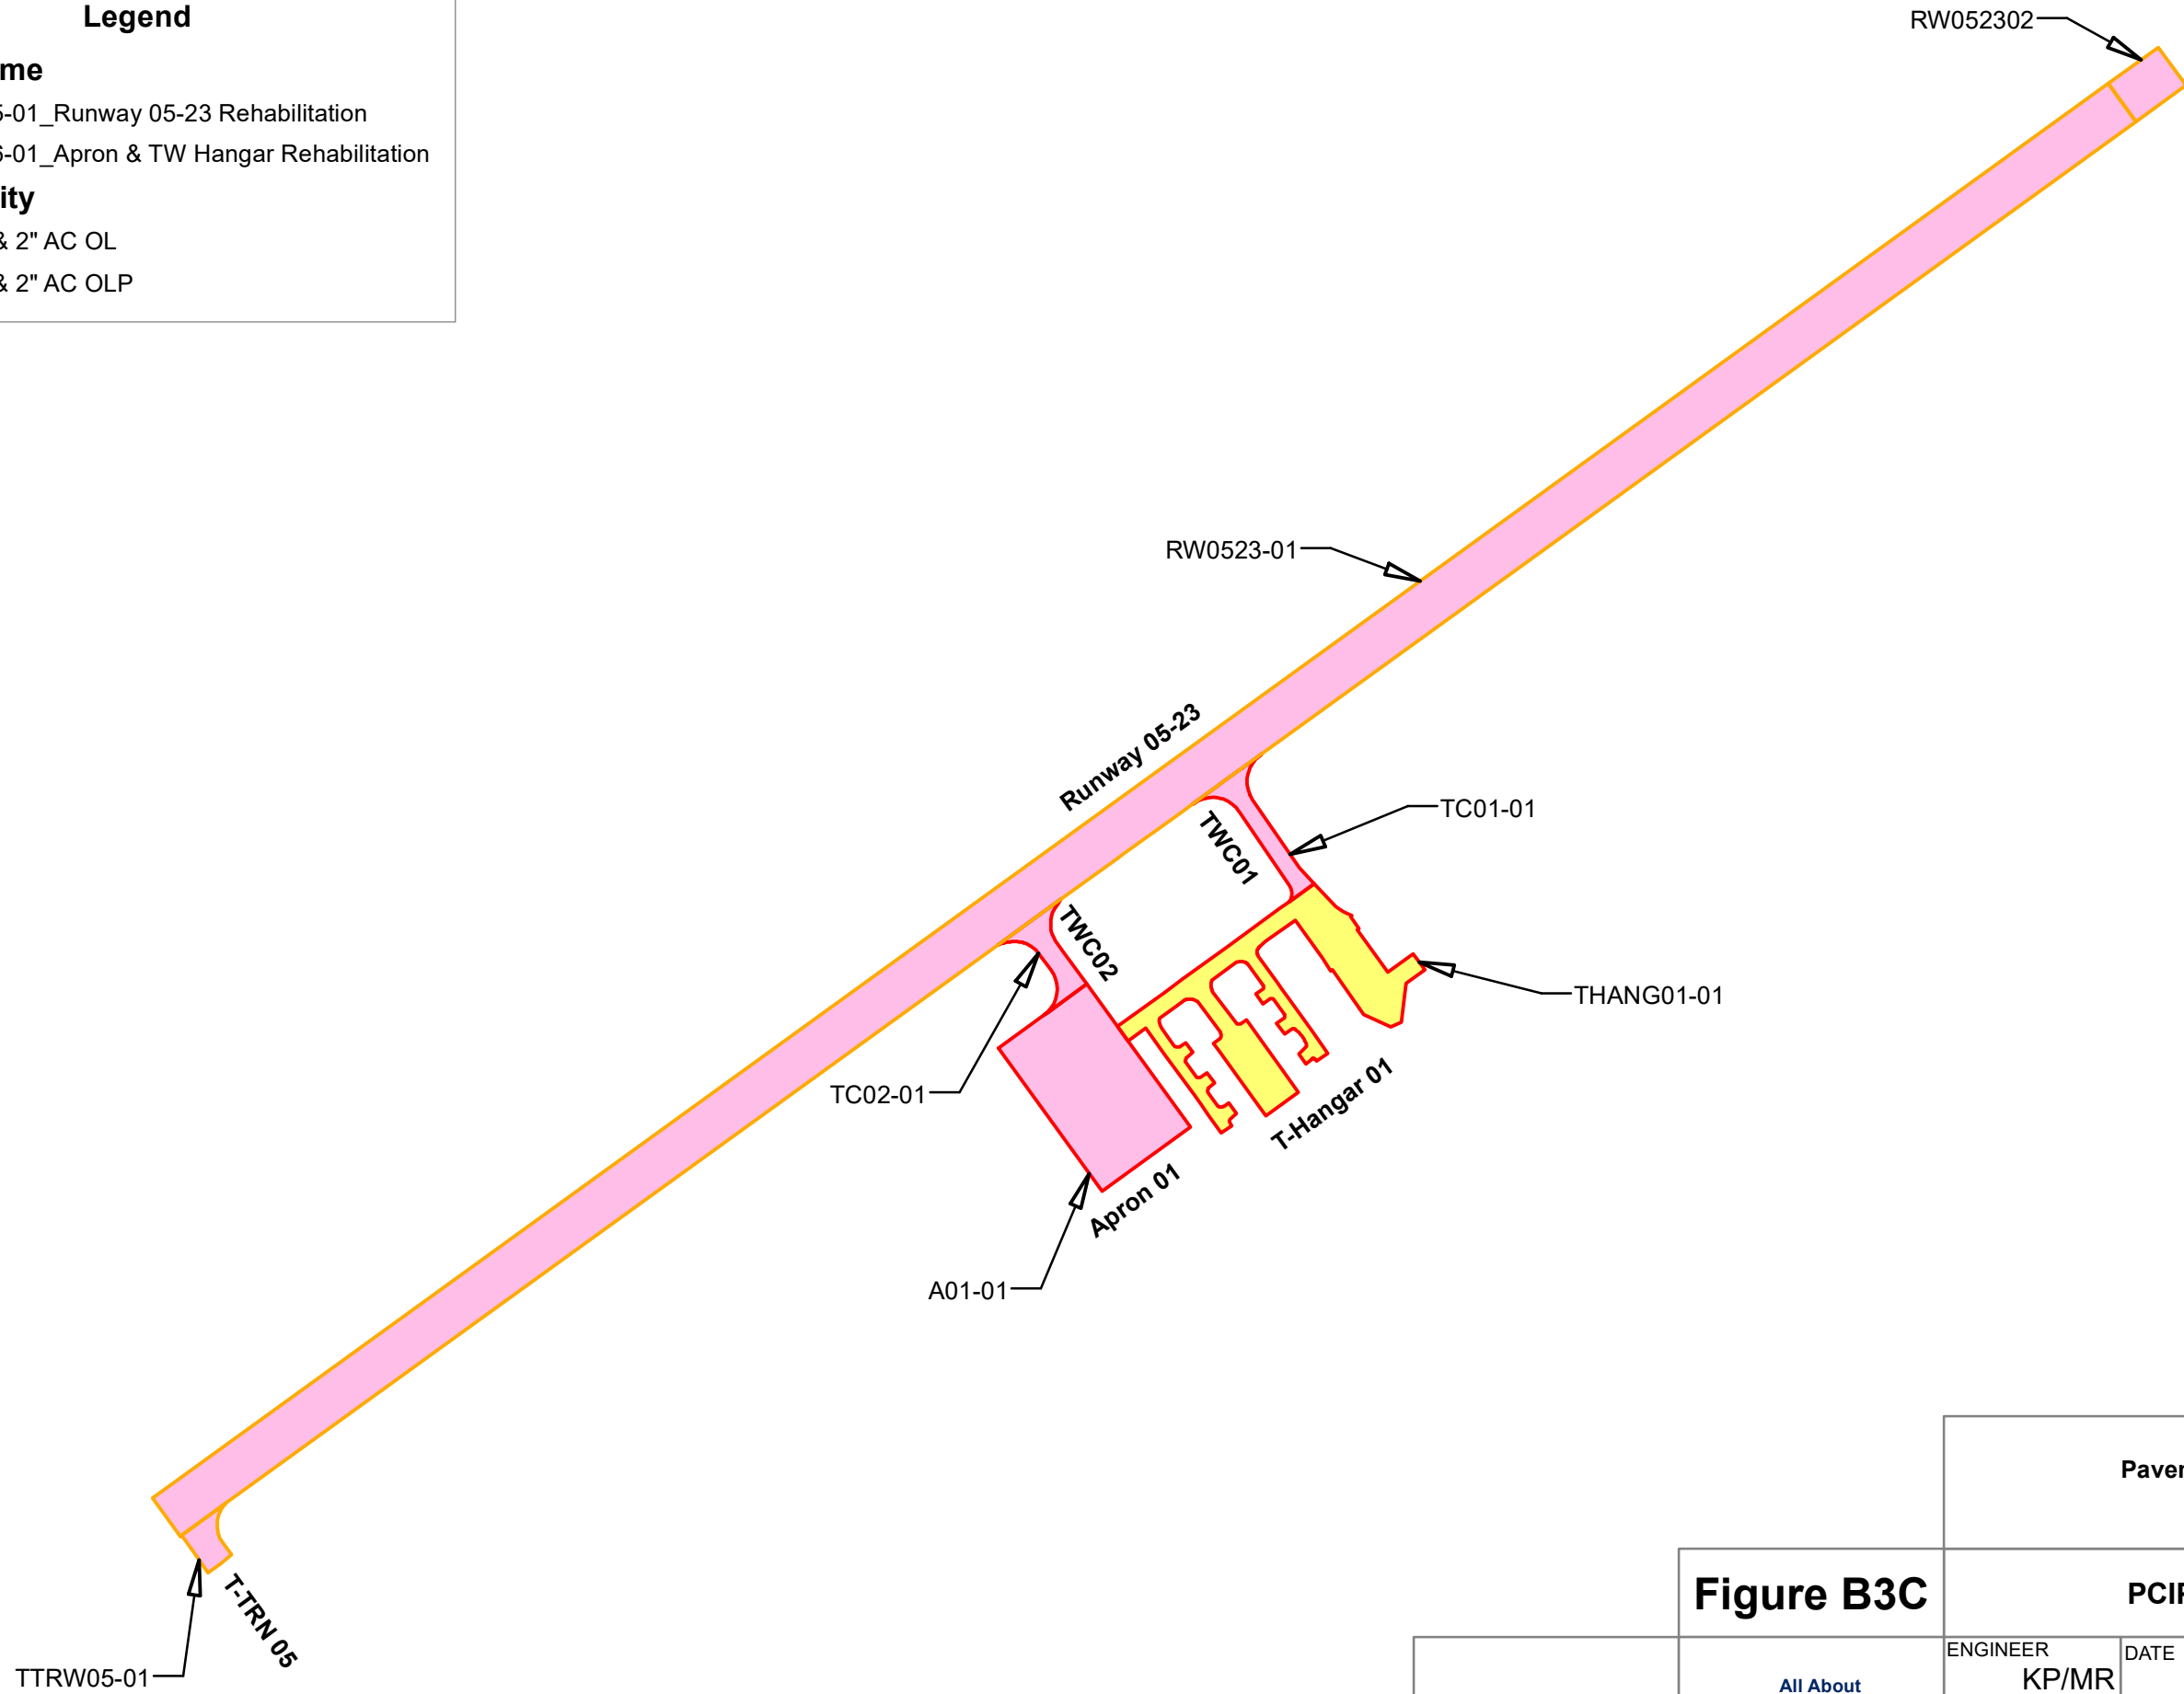 Legend
me
-01_Runway 05-23 Rehabilitation
-01_Apron & TW Hangar Rehabilitation
ity
& 2" AC OL
& 2" AC OLP
RW052302
RW0523-01
Runway 05-23
TC01-01
TWC01
TWC02
THANG01-01
TC02-01
T-Hangar 01
Apron 01
A01-01
T-TRN 05
TTRW05-01
Paver
Figure B3C
PCIP
ENGINEER
DATE
KP/MR
All About